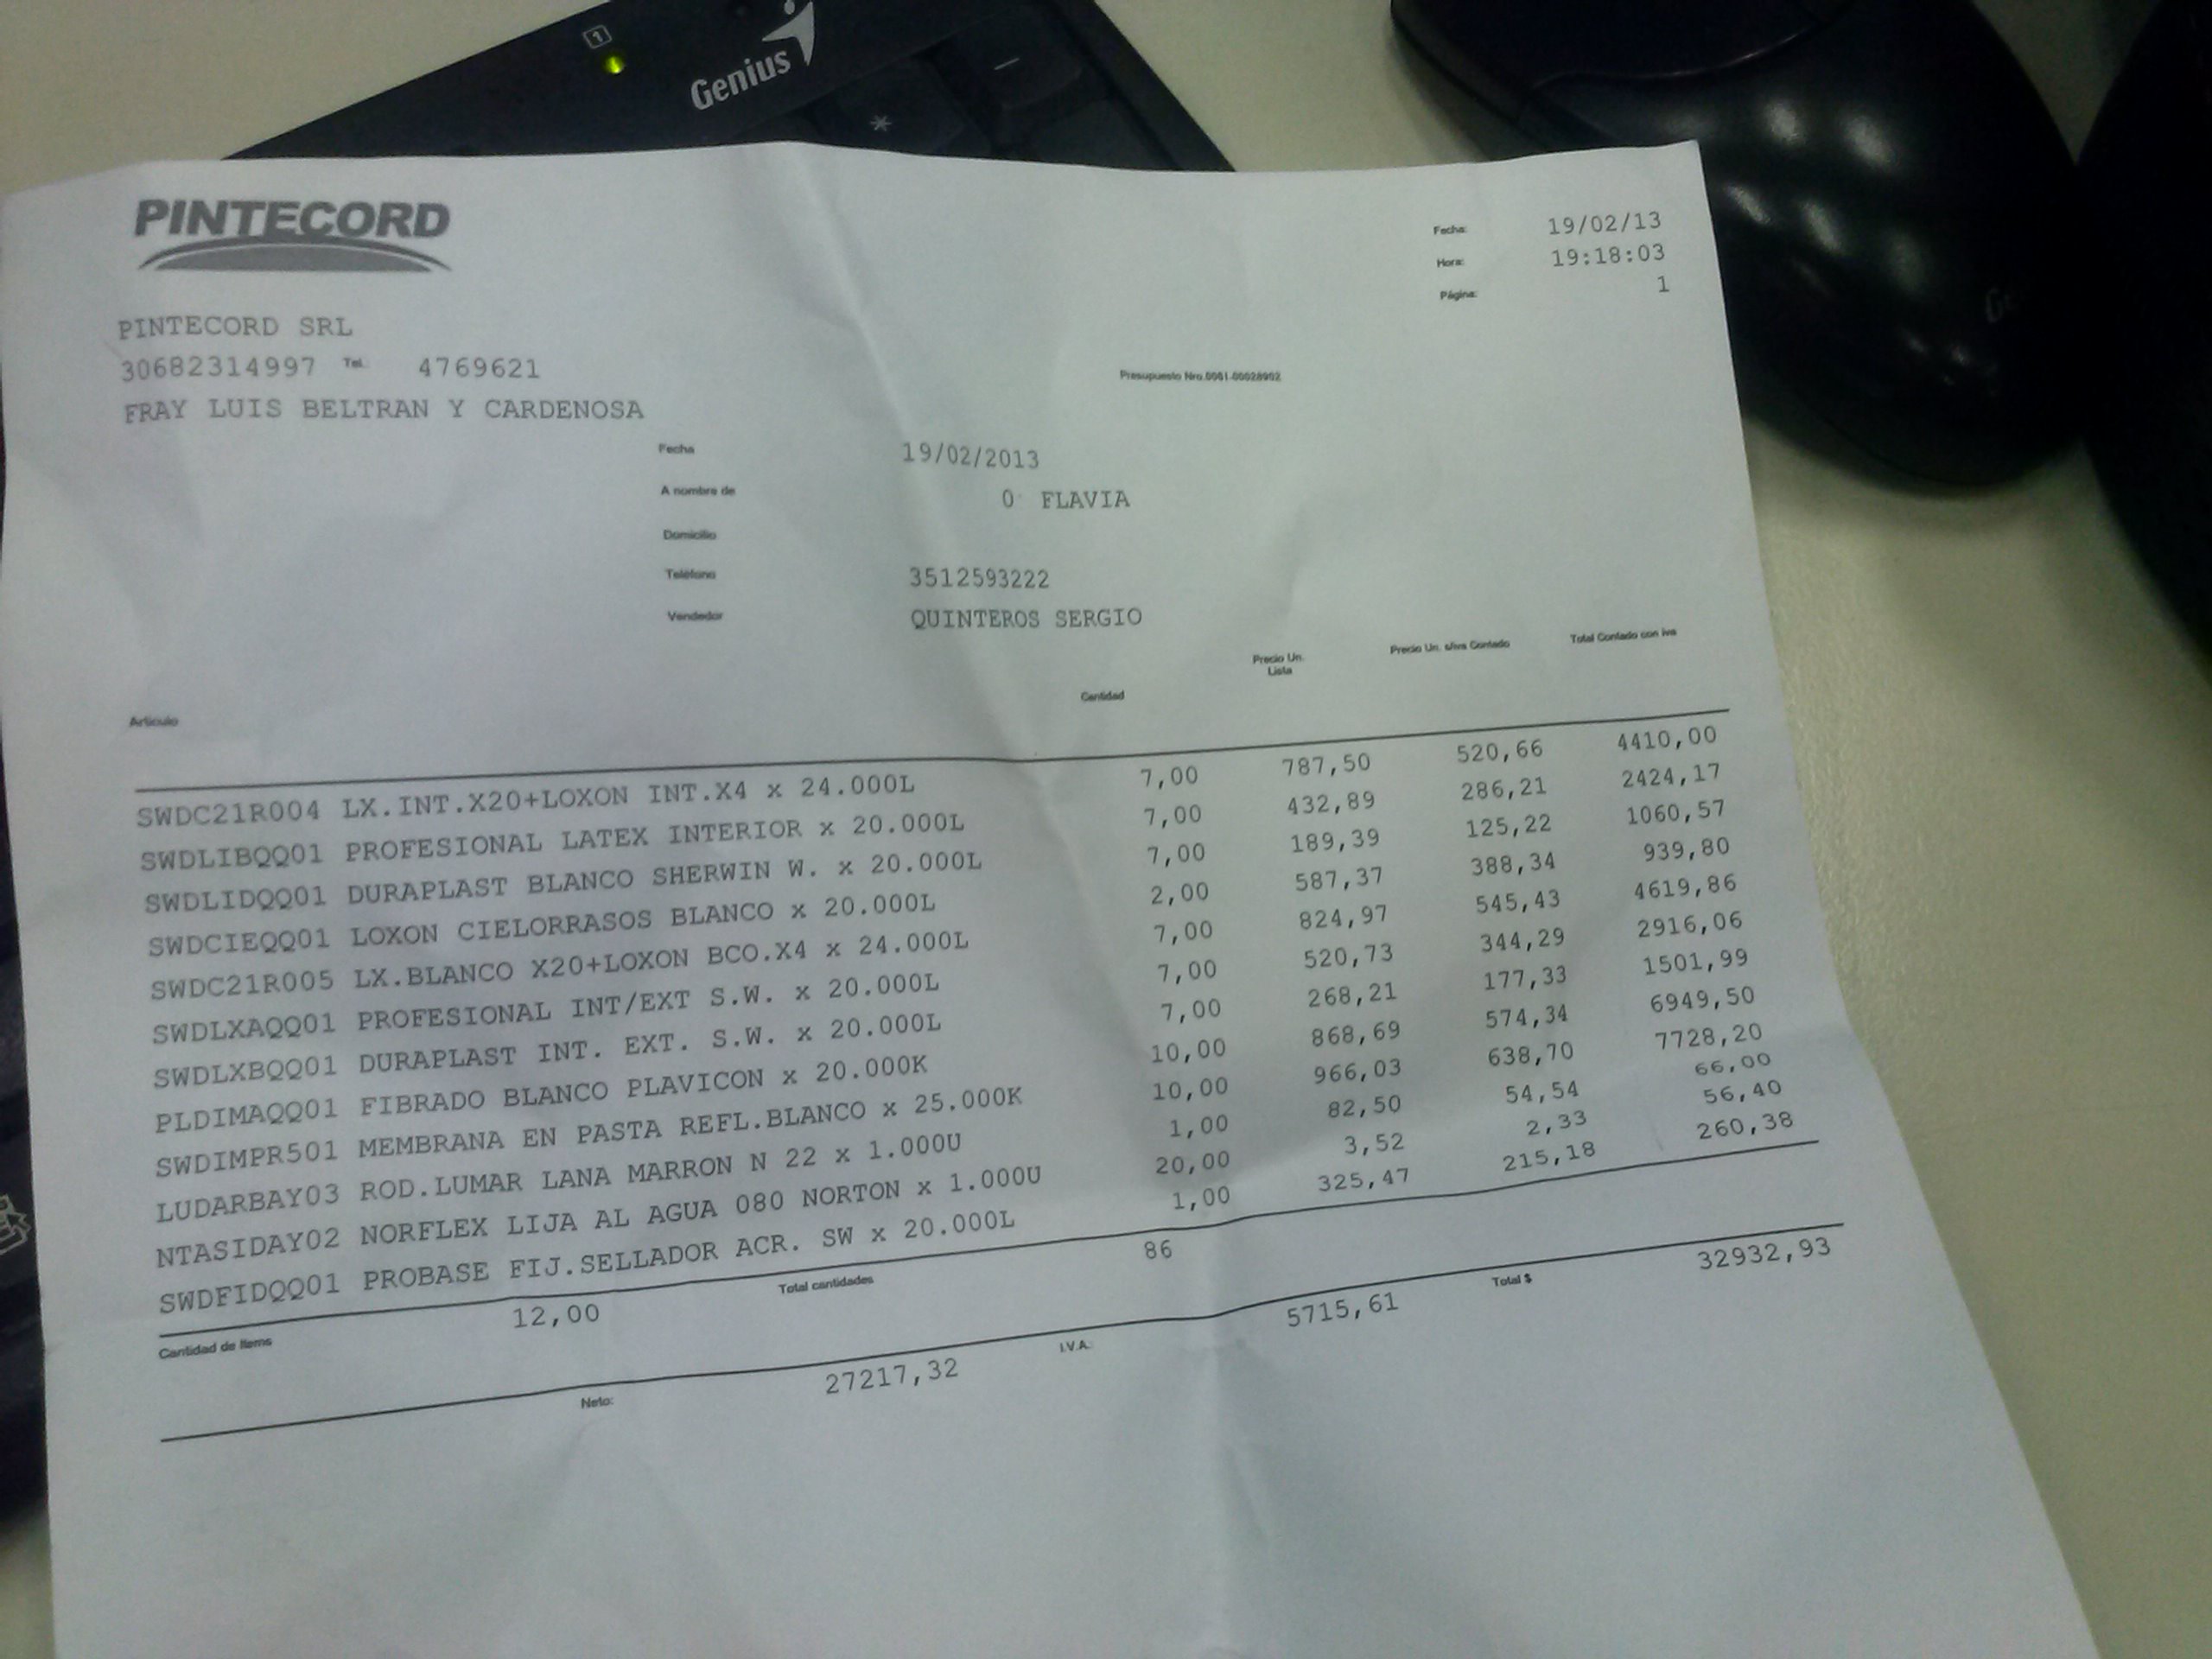 1
Genius
*
PINTECORD
Fecha: 19/02/13
Hora: 19:18:03
Página: 1
PINTECORD SRL
30682314997 Tel. 4769621
FRAY LUIS BELTRAN Y CARDENOSA
Presupuesto Nro.0001-00028902
Fecha 19/02/2013
A nombre de 0 FLAVIA
Domicilio
Teléfono 3512593222
Vendedor QUINTEROS SERGIO
Artículo Cantidad Precio Un. Lista Precio Un. s/iva Contado Total Contado con iva
SWDC21R004 LX.INT.X20+LOXON INT.X4 x 24.000L 7,00 787,50 520,66 4410,00
SWDLIBQQ01 PROFESIONAL LATEX INTERIOR x 20.000L 7,00 432,89 286,21 2424,17
SWDLIDQQ01 DURAPLAST BLANCO SHERWIN W. x 20.000L 7,00 189,39 125,22 1060,57
SWDCIEQQ01 LOXON CIELORRASOS BLANCO x 20.000L 2,00 587,37 388,34 939,80
SWDC21R005 LX.BLANCO X20+LOXON BCO.X4 x 24.000L 7,00 824,97 545,43 4619,86
SWDLXAQQ01 PROFESIONAL INT/EXT S.W. x 20.000L 7,00 520,73 344,29 2916,06
SWDLXBQQ01 DURAPLAST INT. EXT. S.W. x 20.000L 7,00 268,21 177,33 1501,99
PLDIMAQQ01 FIBRADO BLANCO PLAVICON x 20.000K 10,00 868,69 574,34 6949,50
SWDIMPR501 MEMBRANA EN PASTA REFL.BLANCO x 25.000K 10,00 966,03 638,70 7728,20
LUDARBAY03 ROD.LUMAR LANA MARRON N 22 x 1.000U 1,00 82,50 54,54 66,00
NTASIDAY02 NORFLEX LIJA AL AGUA 080 NORTON x 1.000U 20,00 3,52 2,33 56,40
SWDFIDQQ01 PROBASE FIJ.SELLADOR ACR. SW x 20.000L 1,00 325,47 215,18 260,38
Cantidad de Items 12,00 Total cantidades 86
Neto: 27217,32 I.V.A. 5715,61 Total $ 32932,93